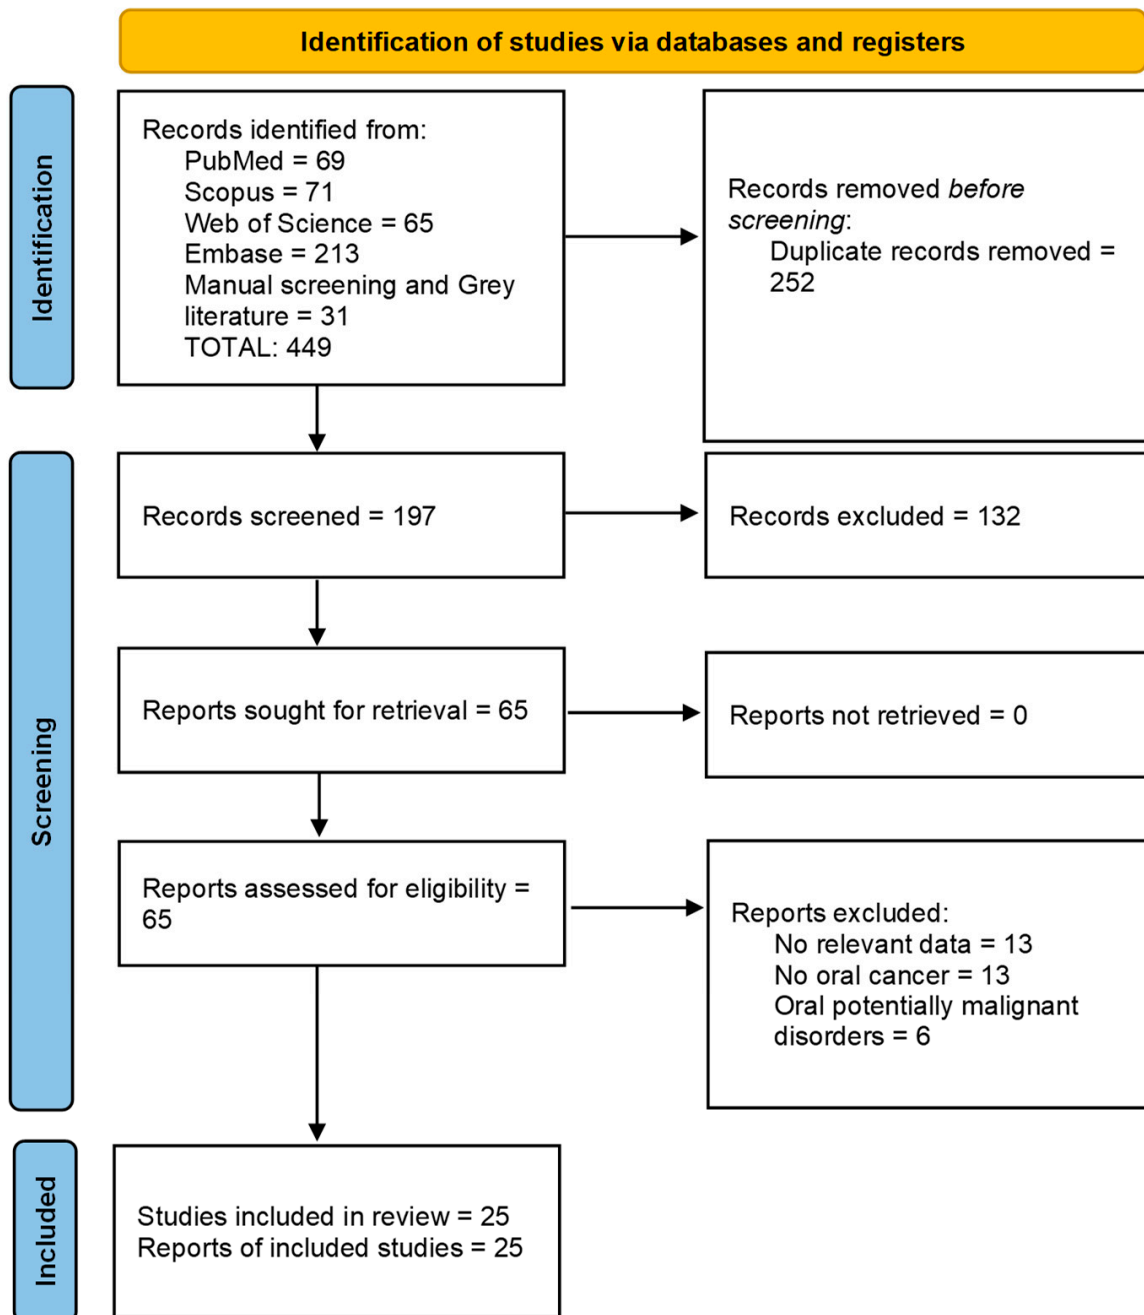 Identification of studies via databases and registers
Identification
Records identified from:
PubMed = 69
Scopus = 71
Web of Science = 65
Embase = 213
Manual screening and Grey
literature = 31
TOTAL: 449
Records removed before
screening:
Duplicate records removed =
252
Screening
Records screened = 197
Records excluded = 132
Reports sought for retrieval = 65
Reports not retrieved = 0
Reports assessed for eligibility =
65
Reports excluded:
No relevant data = 13
No oral cancer = 13
Oral potentially malignant
disorders = 6
Included
Studies included in review = 25
Reports of included studies = 25